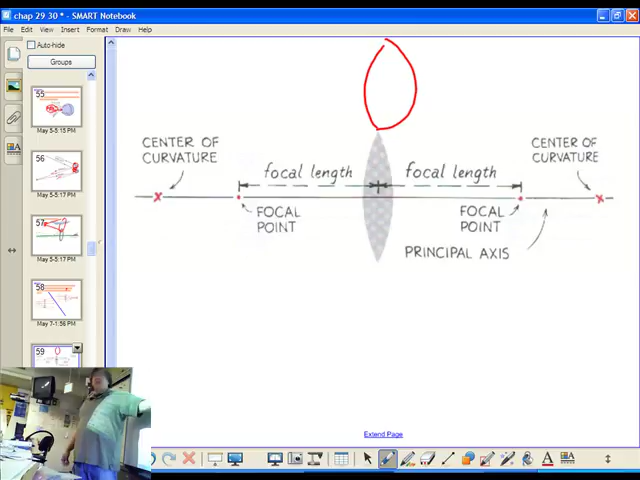 chap 29 30 * - SMART Notebook
File Edit View Insert Format Draw Help
Auto-hide
Groups
55
May 5-5:15 PM
56
May 5-5:15 PM
57
May 5-5:17 PM
58
May 7-1:56 PM
59
CENTER OF
CURVATURE
focal length
focal length
CENTER OF
CURVATURE
FOCAL
POINT
FOCAL
POINT
PRINCIPAL AXIS
Extend Page